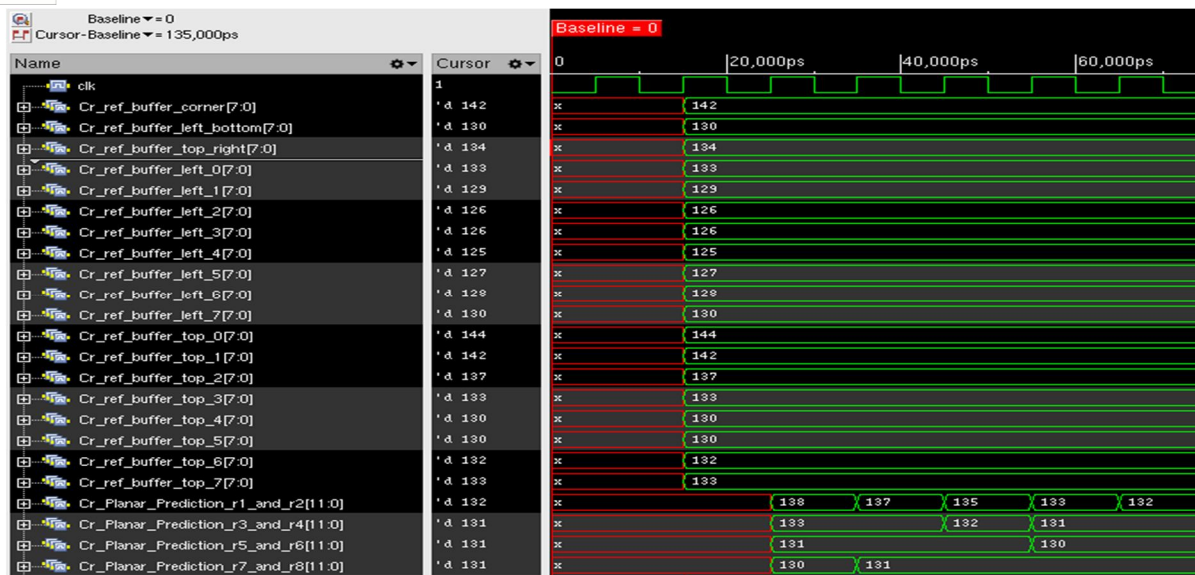 Baseline ▾ = 0
Cursor-Baseline ▾ = 135,000ps
Baseline = 0
Name Cursor 0 20,000ps 40,000ps 60,000ps
clk 1
Cr_ref_buffer_corner[7:0] 'd 142 x 142
Cr_ref_buffer_left_bottom[7:0] 'd 130 x 130
Cr_ref_buffer_top_right[7:0] 'd 134 x 134
Cr_ref_buffer_left_0[7:0] 'd 133 x 133
Cr_ref_buffer_left_1[7:0] 'd 129 x 129
Cr_ref_buffer_left_2[7:0] 'd 126 x 126
Cr_ref_buffer_left_3[7:0] 'd 126 x 126
Cr_ref_buffer_left_4[7:0] 'd 125 x 125
Cr_ref_buffer_left_5[7:0] 'd 127 x 127
Cr_ref_buffer_left_6[7:0] 'd 128 x 128
Cr_ref_buffer_left_7[7:0] 'd 130 x 130
Cr_ref_buffer_top_0[7:0] 'd 144 x 144
Cr_ref_buffer_top_1[7:0] 'd 142 x 142
Cr_ref_buffer_top_2[7:0] 'd 137 x 137
Cr_ref_buffer_top_3[7:0] 'd 133 x 133
Cr_ref_buffer_top_4[7:0] 'd 130 x 130
Cr_ref_buffer_top_5[7:0] 'd 130 x 130
Cr_ref_buffer_top_6[7:0] 'd 132 x 132
Cr_ref_buffer_top_7[7:0] 'd 133 x 133
Cr_Planar_Prediction_r1_and_r2[11:0] 'd 132 x 138 137 135 133 132
Cr_Planar_Prediction_r3_and_r4[11:0] 'd 131 x 133 132 131
Cr_Planar_Prediction_r5_and_r6[11:0] 'd 131 x 131 130
Cr_Planar_Prediction_r7_and_r8[11:0] 'd 131 x 130 131